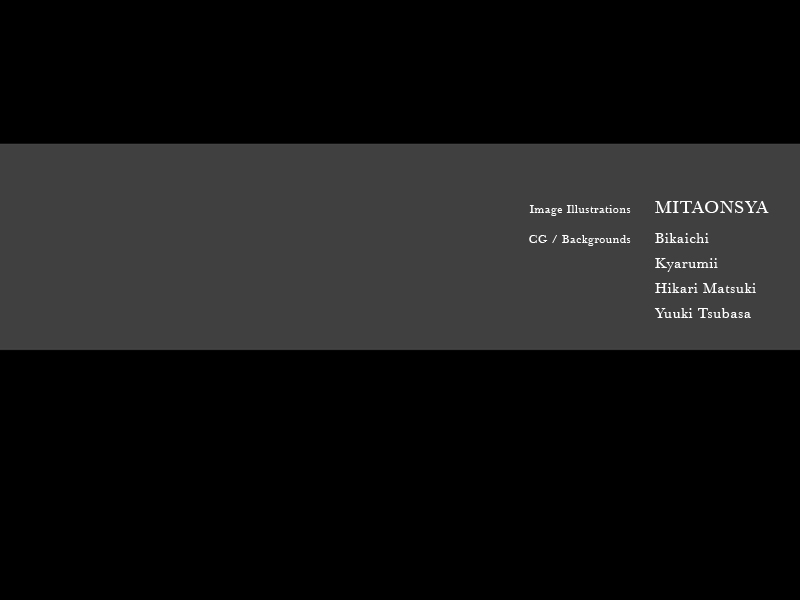 Image Illustrations MITAONSYA
CG / Backgrounds Bikaichi
Kyarumii
Hikari Matsuki
Yuuki Tsubasa